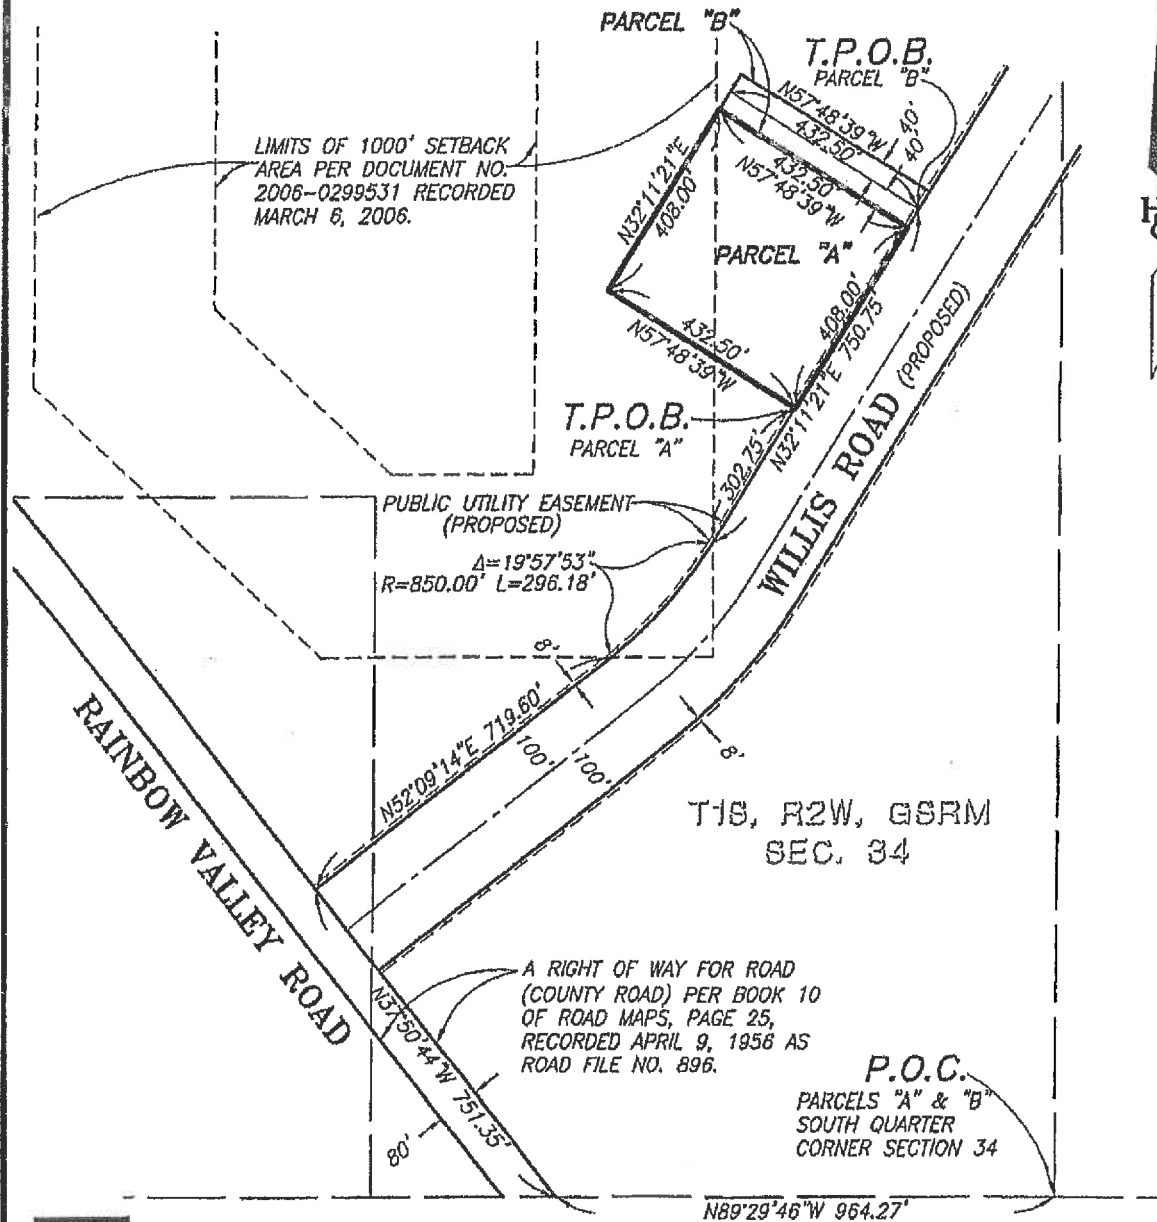 PARCEL "B"
T.P.O.B.
PARCEL "B"
N57°48'39"W
432.50'
40'
40'
432.50'
N57°48'39"W
LIMITS OF 1000' SETBACK
AREA PER DOCUMENT NO.
2006-0299531 RECORDED
MARCH 6, 2006.
N32°11'21"E
408.00'
PARCEL "A"
408.00'
N32°11'21"E 750.75'
432.50'
N57°48'39"W
WILLIS ROAD (PROPOSED)
T.P.O.B.
PARCEL "A"
302.75'
PUBLIC UTILITY EASEMENT
(PROPOSED)
Δ=19°57'53"
R=850.00' L=296.18'
8'
N52°09'14"E 719.60'
100'
100'
8'
RAINBOW VALLEY ROAD
T1S, R2W, GSRM
SEC. 34
A RIGHT OF WAY FOR ROAD
(COUNTY ROAD) PER BOOK 10
OF ROAD MAPS, PAGE 25,
RECORDED APRIL 9, 1956 AS
ROAD FILE NO. 896.
N37°50'44"W 751.35'
80'
P.O.C.
PARCELS "A" & "B"
SOUTH QUARTER
CORNER SECTION 34
N89°29'46"W 964.27'